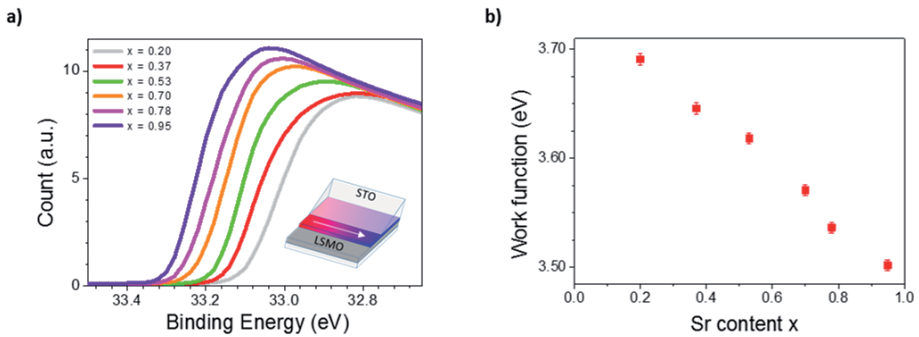 a)
x = 0.20
x = 0.37
x = 0.53
x = 0.70
x = 0.78
x = 0.95
10
5
0
Count (a.u.)
33.4
33.2
33.0
32.8
Binding Energy (eV)
STO
LSMO
b)
3.70
3.60
3.50
Work function (eV)
0.0
0.2
0.4
0.6
0.8
1.0
Sr content x